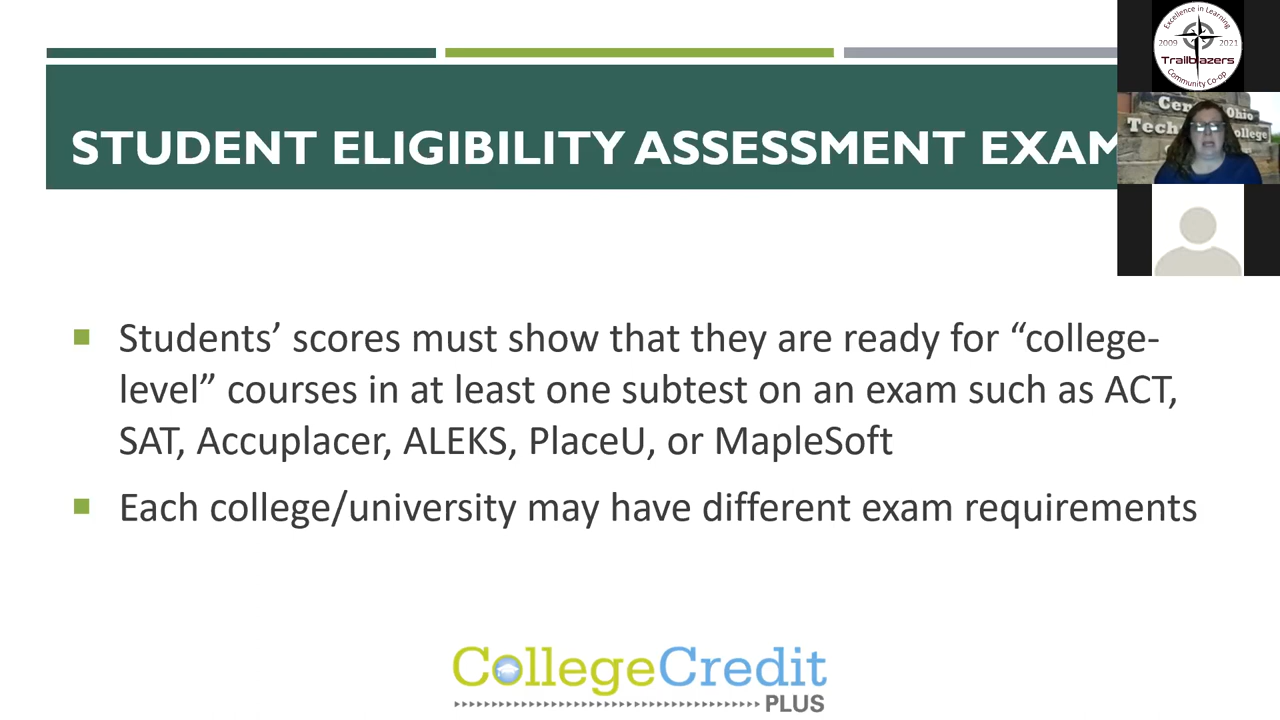 Excellence in Learning
2009 2021
Trailblazers
Community Co-op
Ohio
College
STUDENT ELIGIBILITY ASSESSMENT EXAM
Students’ scores must show that they are ready for “college-
level” courses in at least one subtest on an exam such as ACT,
SAT, Accuplacer, ALEKS, PlaceU, or MapleSoft
Each college/university may have different exam requirements
CollegeCredit
PLUS